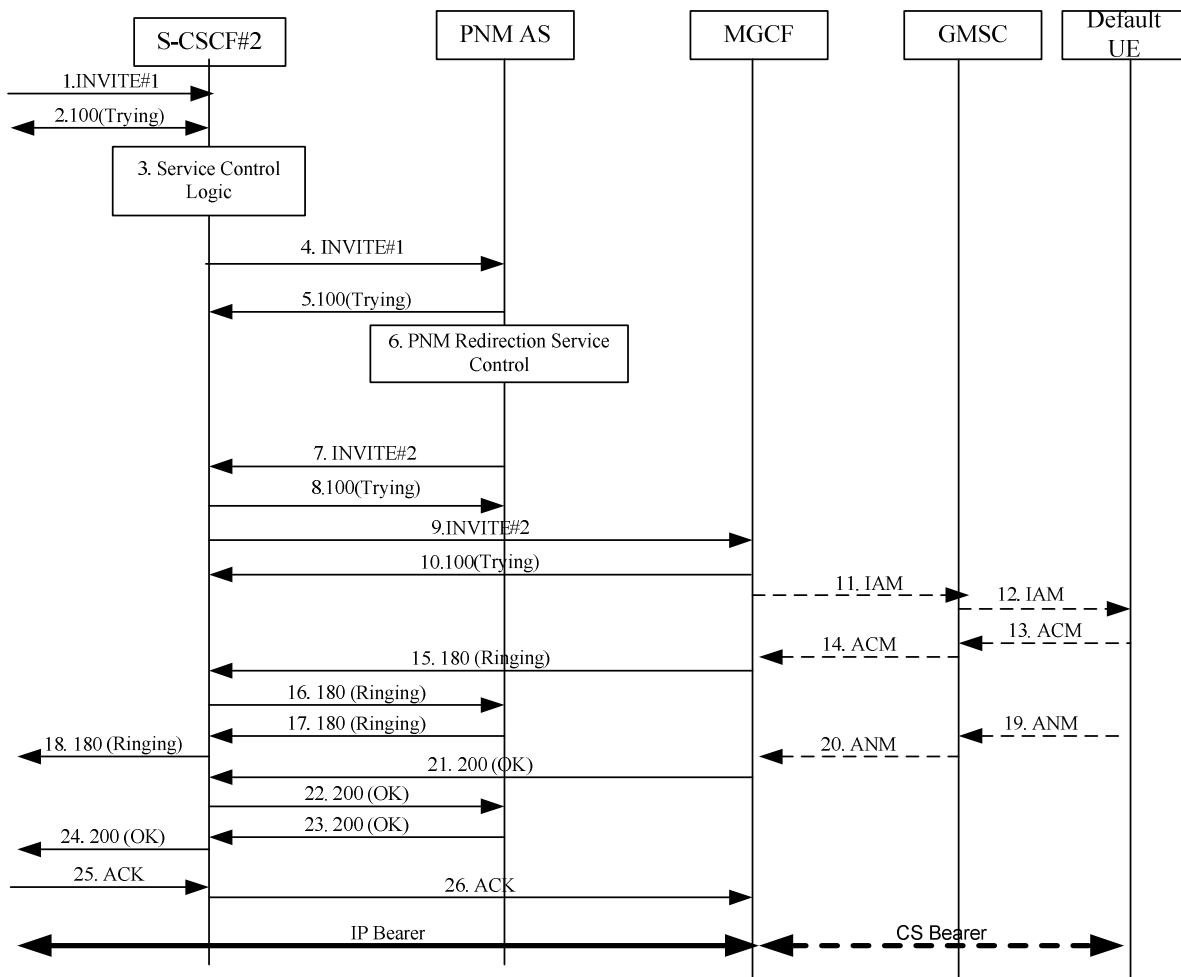 S-CSCF#2
PNM AS
MGCF
GMSC
Default
UE
1.INVITE#1
2.100(Trying)
3. Service Control
Logic
4. INVITE#1
5.100(Trying)
6. PNM Redirection Service
Control
7. INVITE#2
8.100(Trying)
9.INVITE#2
10.100(Trying)
11. IAM
12. IAM
13. ACM
14. ACM
15. 180 (Ringing)
16. 180 (Ringing)
17. 180 (Ringing)
18. 180 (Ringing)
19. ANM
20. ANM
21. 200 (OK)
22. 200 (OK)
23. 200 (OK)
24. 200 (OK)
25. ACK
26. ACK
IP Bearer
CS Bearer